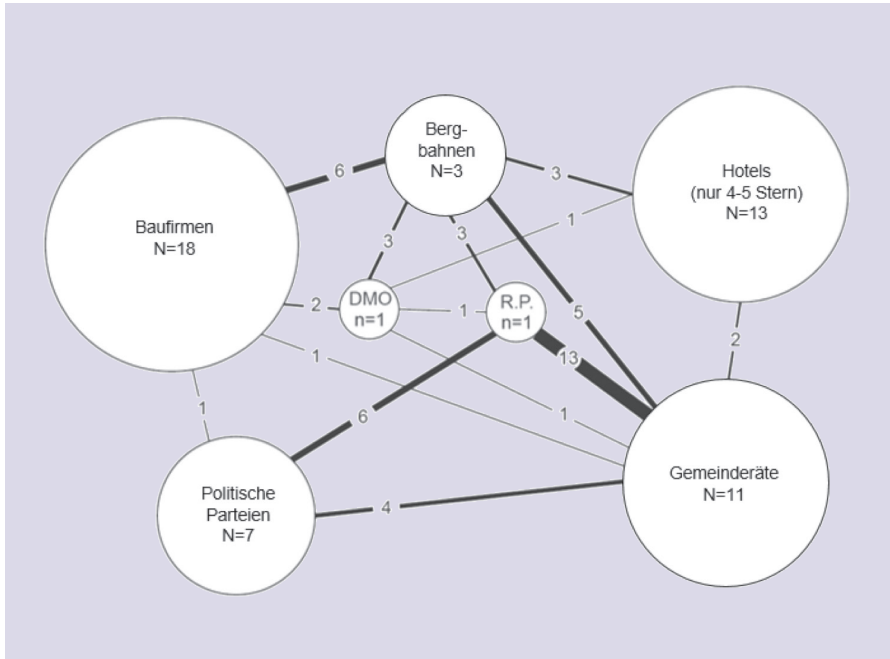 Berg-
bahnen
N=3
Hotels
(nur 4-5 Stern)
N=13
Baufirmen
N=18
6
3
1
3
3
DMO
n=1
R.P.
n=1
2
1
5
13
2
1
1
6
1
Politische
Parteien
N=7
4
Gemeinderäte
N=11